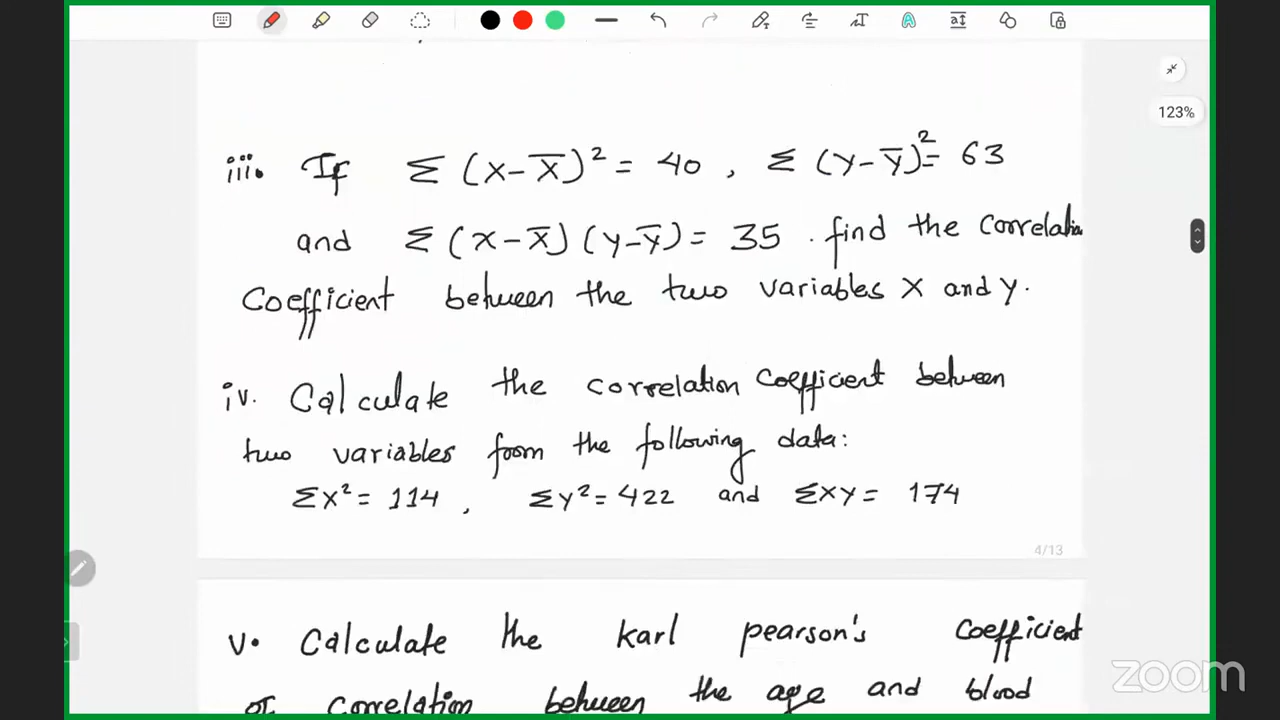 123%
iii. If Σ (x-x̅)² = 40 , Σ (y-y̅)² = 63
and Σ (x-x̅) (y-y̅) = 35 . find the correlation
Coefficient between the two variables X and y.
iv. Calculate the correlation Coefficient between
two variables from the following data:
Σx² = 114 , Σy² = 422 and Σxy = 174
4/13
v. Calculate the karl pearson's Coefficient
of correlation between the age and blood
zoom